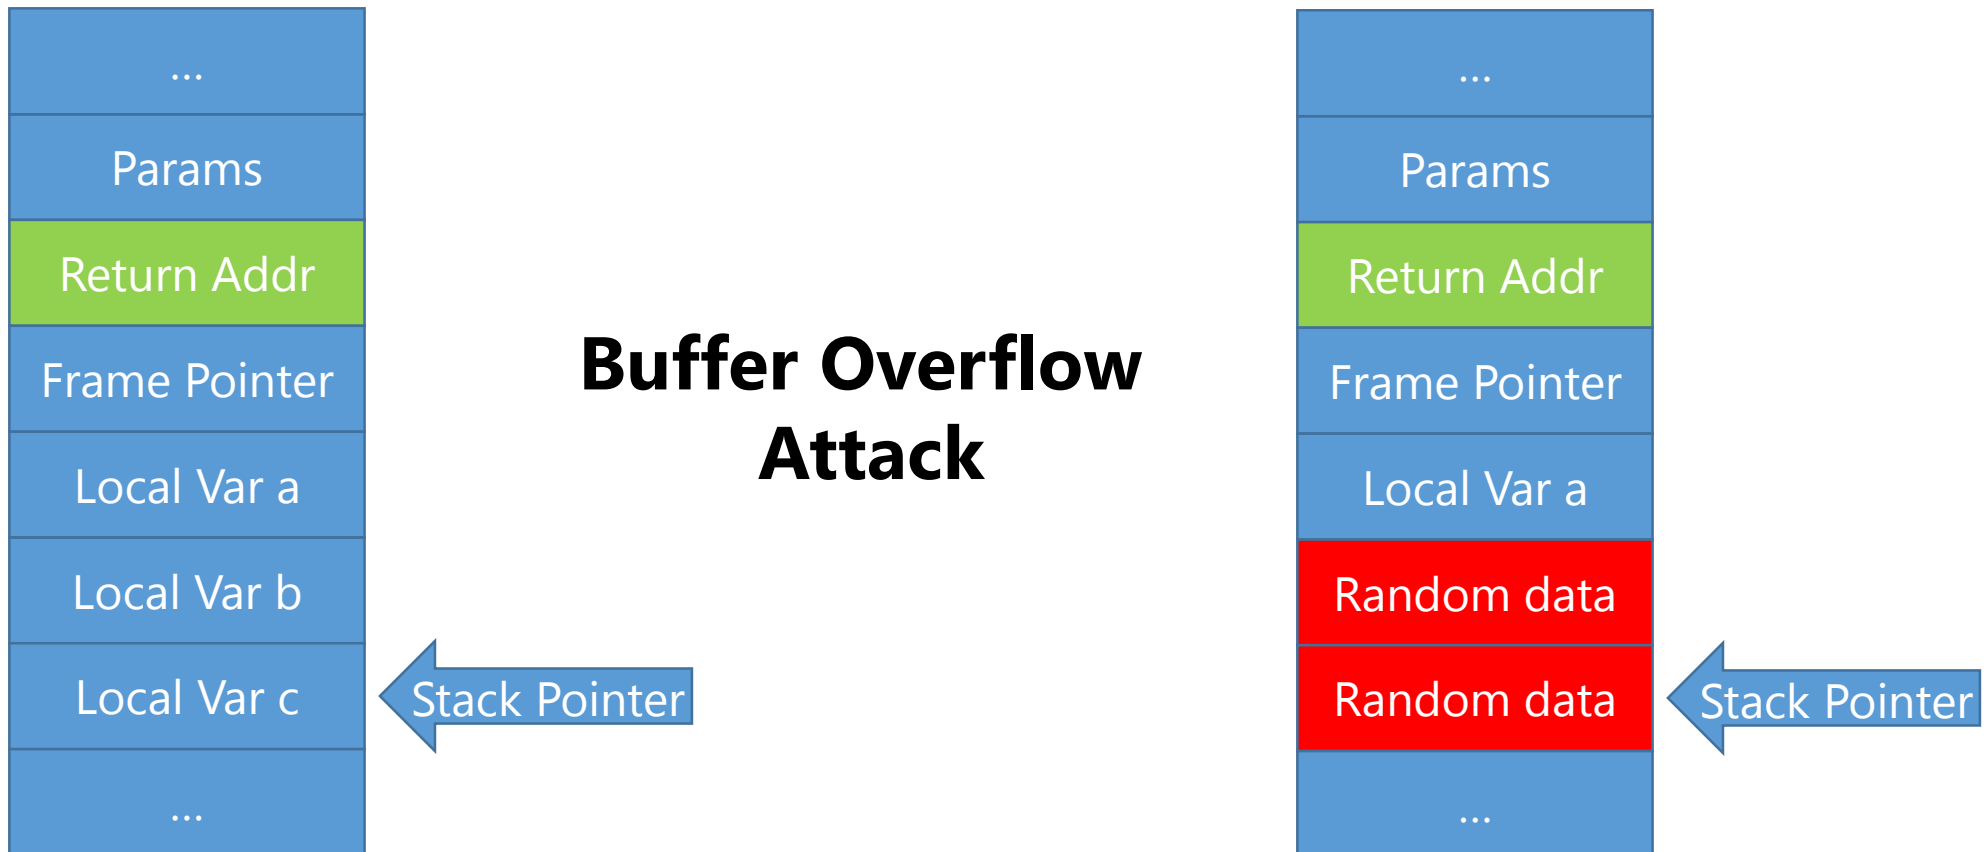 ...
Params
Return Addr
Frame Pointer
Local Var a
Local Var b
Local Var c
...
Stack Pointer
Buffer Overflow
Attack
...
Params
Return Addr
Frame Pointer
Local Var a
Random data
Random data
...
Stack Pointer